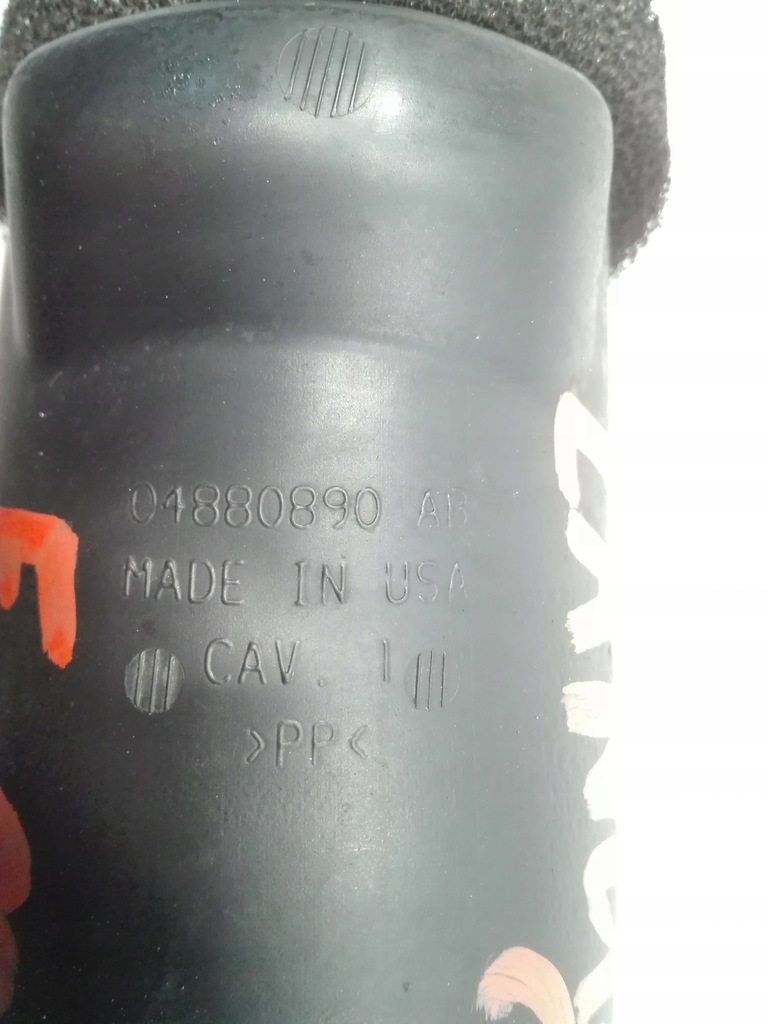 04880890 AB
MADE IN USA
CAV. 1
>PP<